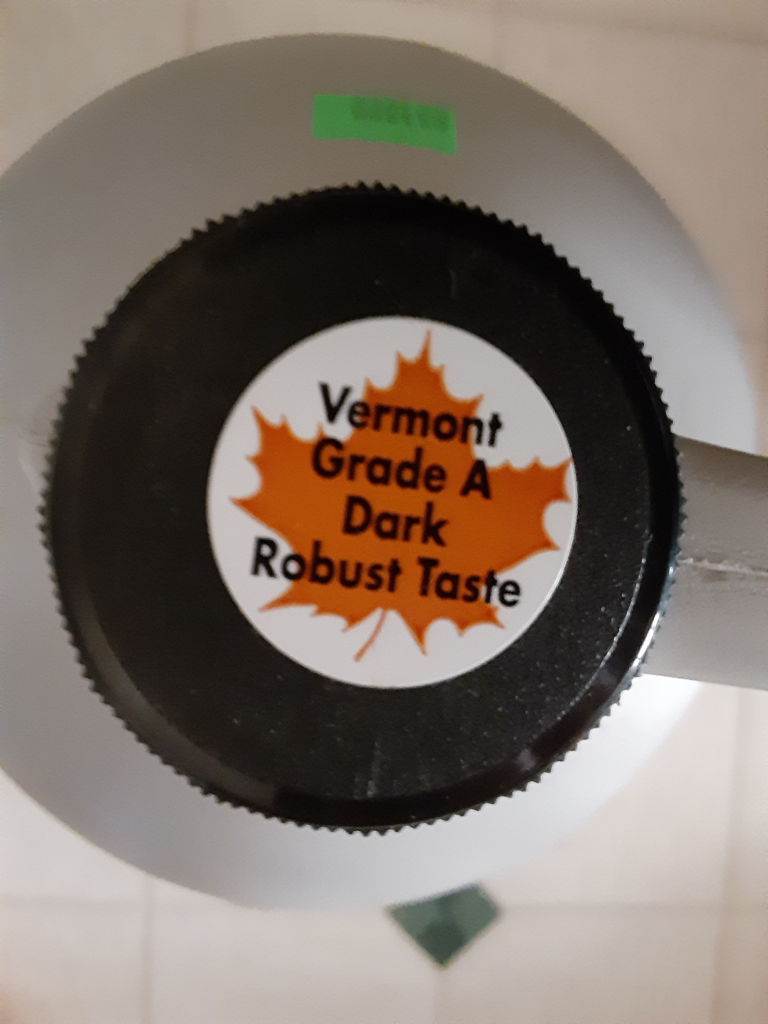 Vermont
Grade A
Dark
Robust Taste